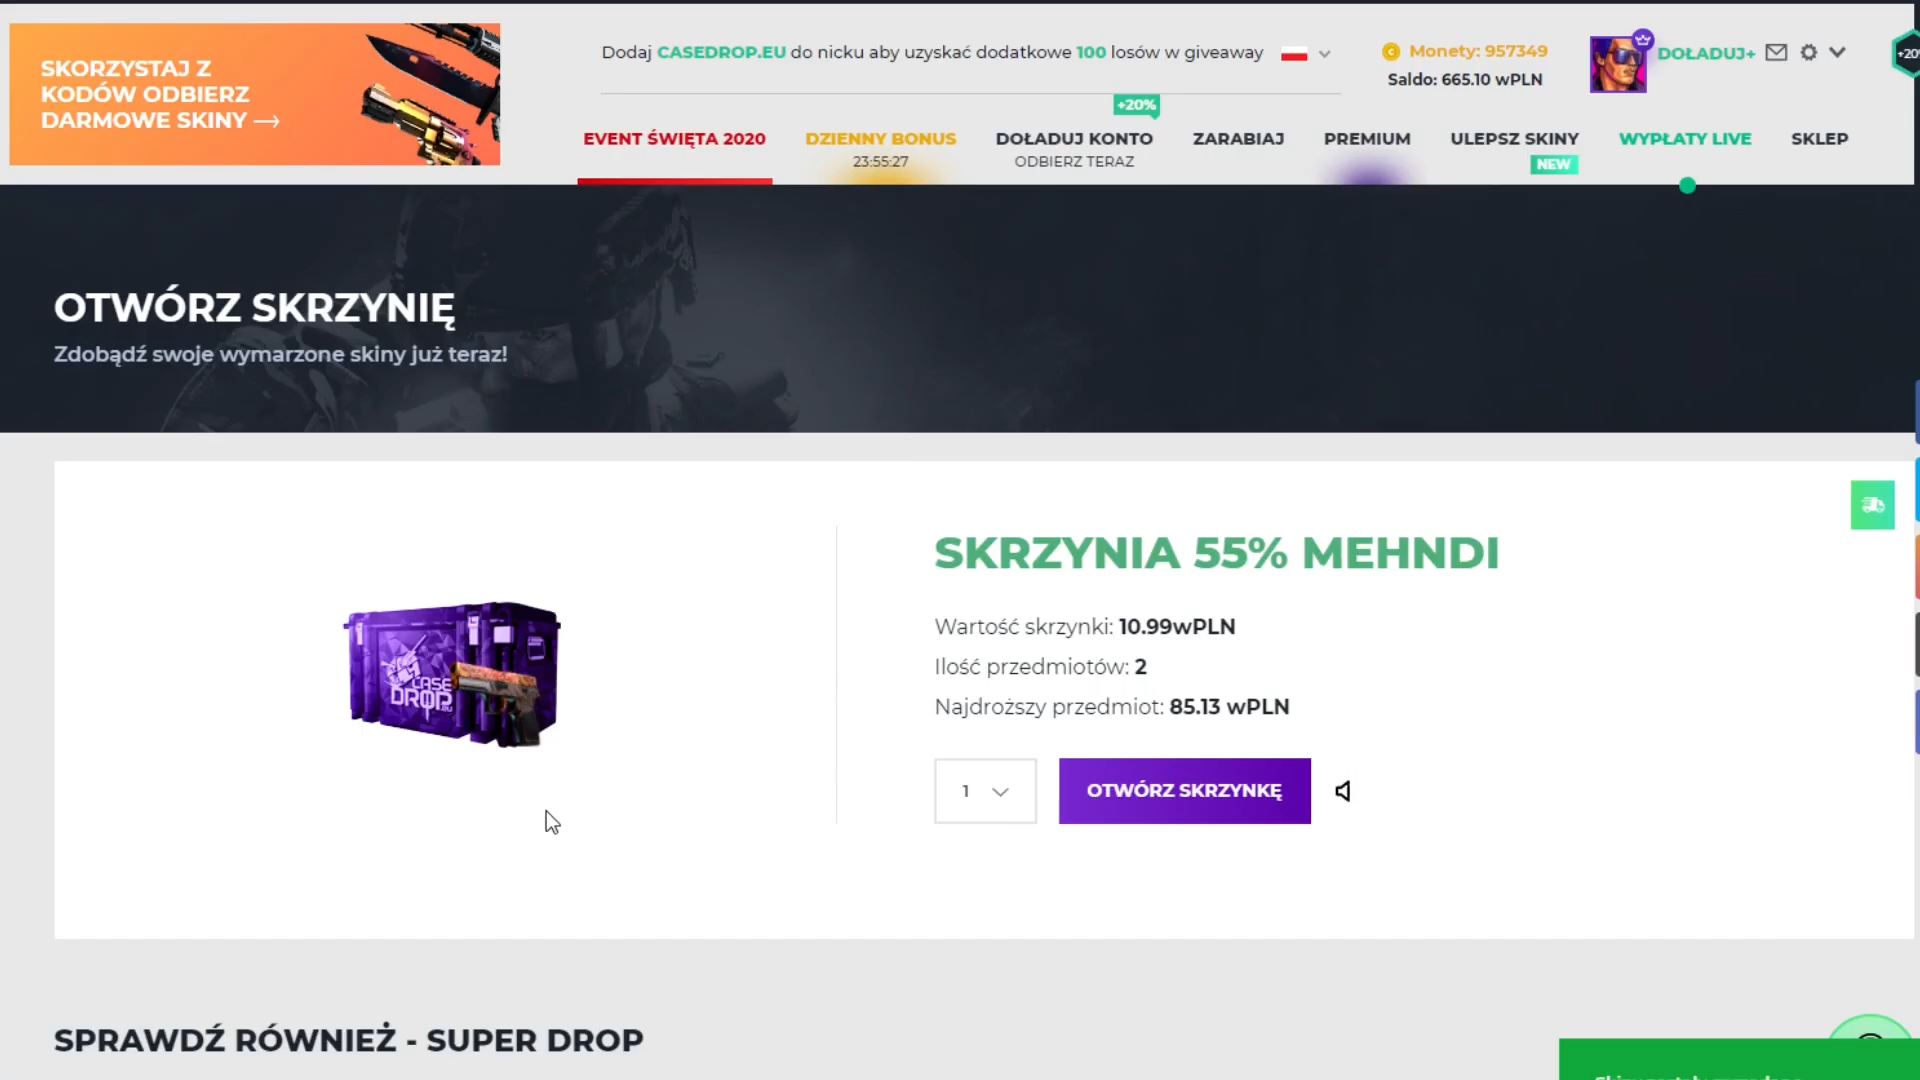 SKORZYSTAJ Z
KODÓW ODBIERZ
DARMOWE SKINY →
Dodaj CASEDROP.EU do nicku aby uzyskać dodatkowe 100 losów w giveaway
Monety: 957349
Saldo: 665.10 wPLN
DOŁADUJ+
+20%
EVENT ŚWIĘTA 2020
DZIENNY BONUS
23:55:27
DOŁADUJ KONTO
ODBIERZ TERAZ
ZARABIAJ
PREMIUM
ULEPSZ SKINY
NEW
WYPŁATY LIVE
SKLEP
OTWÓRZ SKRZYNIĘ
Zdobądź swoje wymarzone skiny już teraz!
CASE
DROP.EU
SKRZYNIA 55% MEHNDI
Wartość skrzynki: 10.99wPLN
Ilość przedmiotów: 2
Najdroższy przedmiot: 85.13 wPLN
1
OTWÓRZ SKRZYNKĘ
SPRAWDŹ RÓWNIEŻ - SUPER DROP